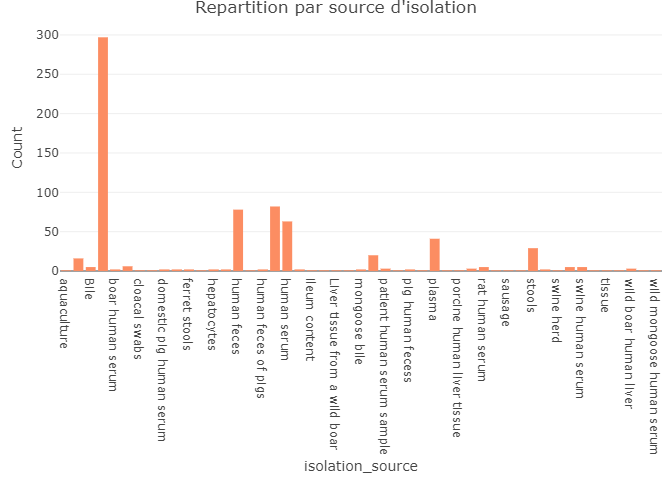 Repartition par source d'isolation
Count
300
250
200
150
100
50
0
aquaculture
Bile
boar human serum
cloacal swabs
domestic pig human serum
ferret stools
hepatocytes
human feces
human feces of pigs
human serum
ileum content
Liver tissue from a wild boar
mongoose bile
patient human serum sample
pig human fecess
plasma
porcine human liver tissue
rat human serum
sausage
stools
swine herd
swine human serum
tissue
wild boar human liver
wild mongoose human serum
isolation_source